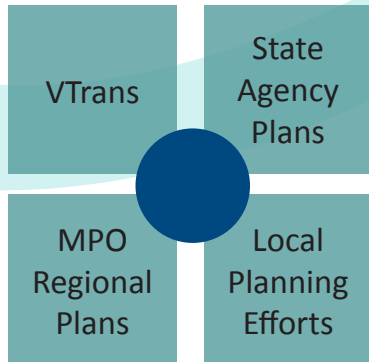 VTrans
State
Agency
Plans
MPO
Regional
Plans
Local
Planning
Efforts